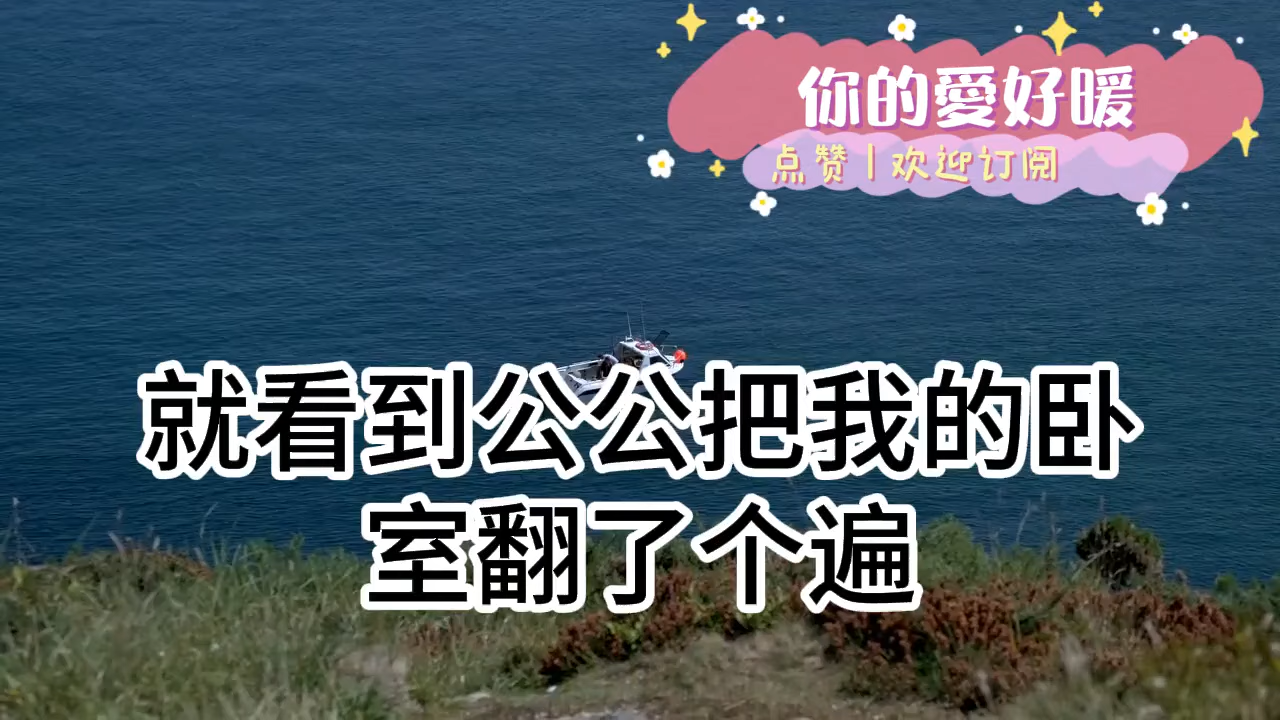 你的愛好暖
点赞|欢迎订阅
就看到公公把我的卧
室翻了个遍